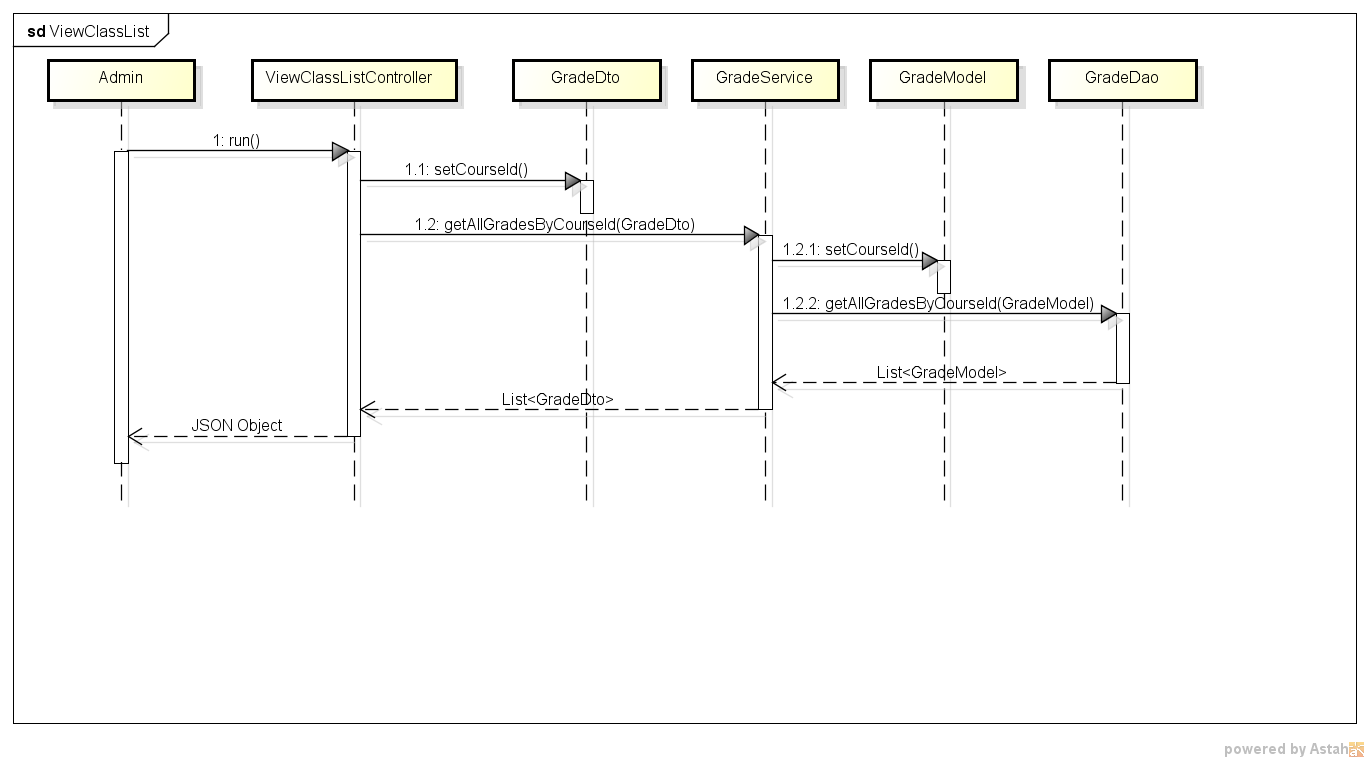 sd ViewClassList
Admin
ViewClassListController
GradeDto
GradeService
GradeModel
GradeDao
1: run()
1.1: setCourseId()
1.2: getAllGradesByCourseId(GradeDto)
1.2.1: setCourseId()
1.2.2: getAllGradesByCourseId(GradeModel)
List<GradeModel>
List<GradeDto>
JSON Object
powered by Astah